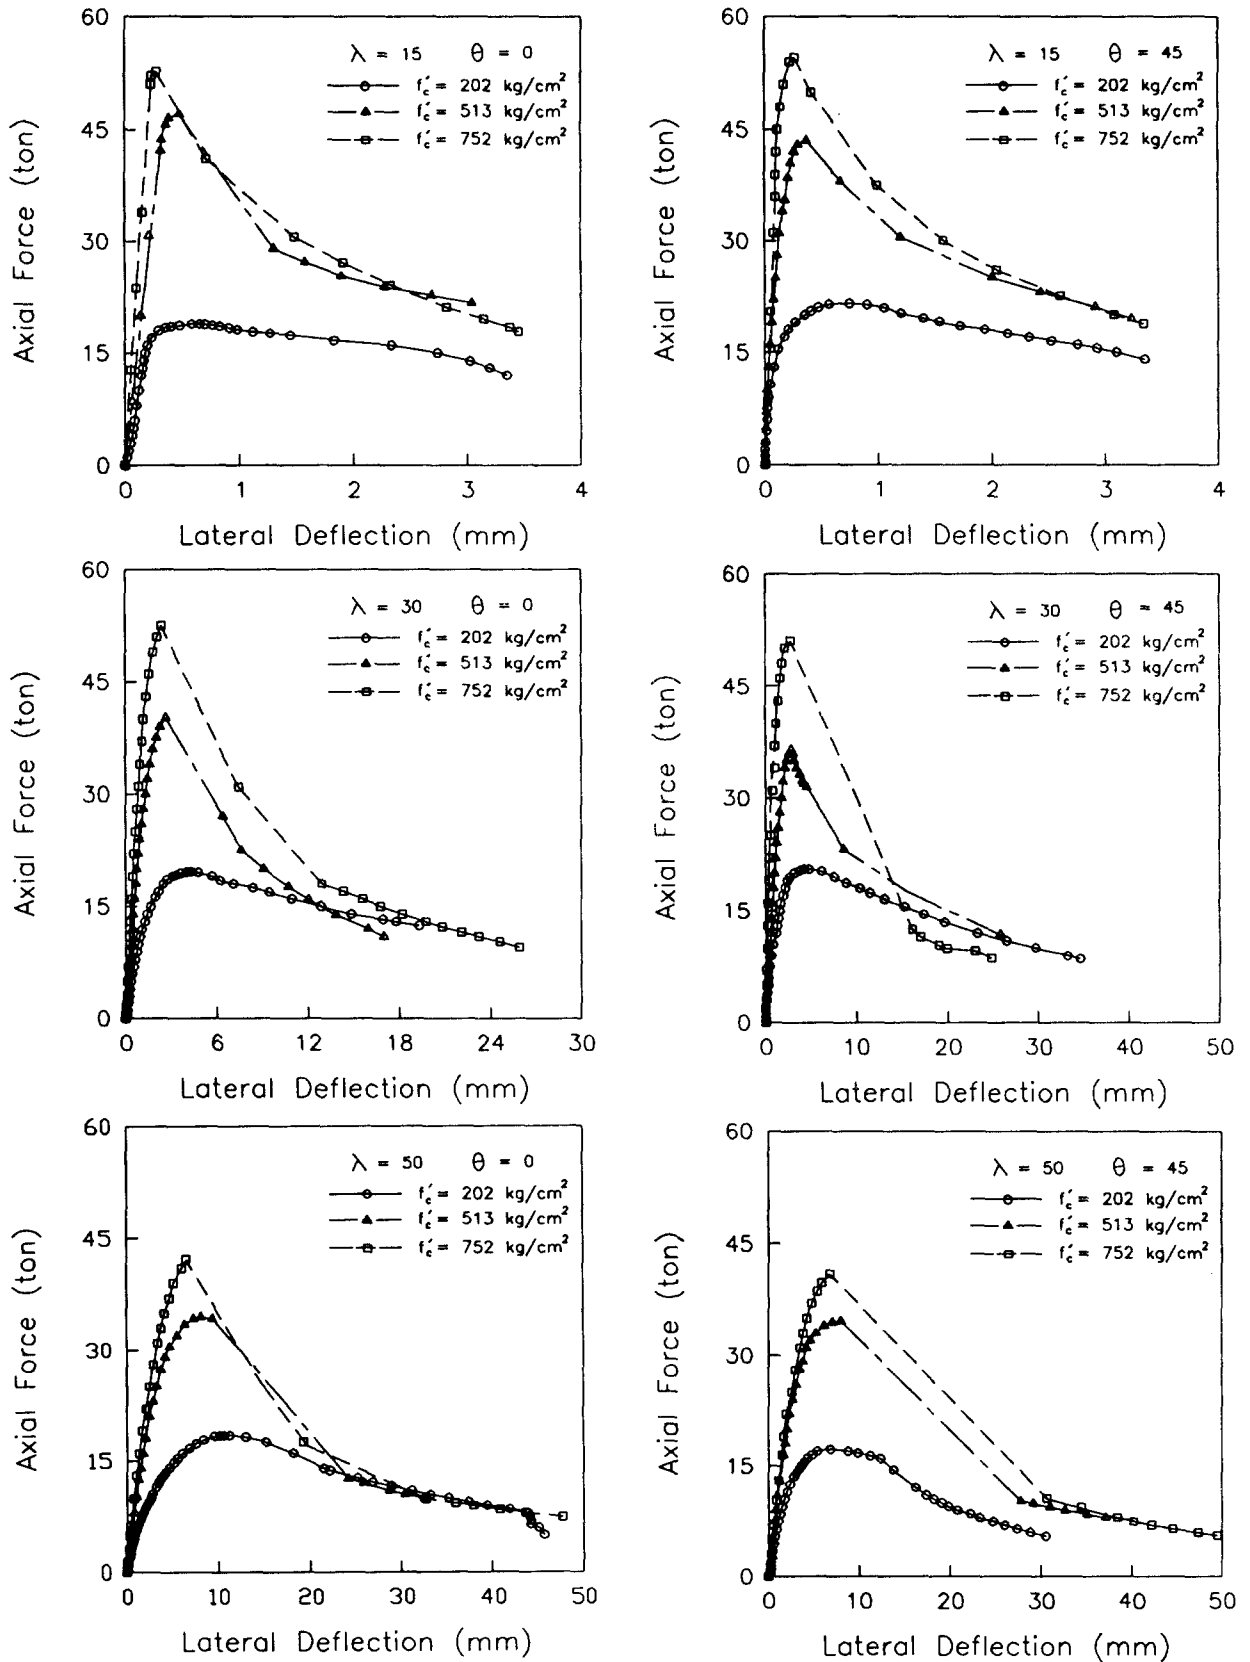 60
45
30
15
0
Axial Force (ton)
λ = 15 θ = 0
f'c = 202 kg/cm²
f'c = 513 kg/cm²
f'c = 752 kg/cm²
0 1 2 3 4
Lateral Deflection (mm)
60
45
30
15
0
Axial Force (ton)
λ = 15 θ = 45
f'c = 202 kg/cm²
f'c = 513 kg/cm²
f'c = 752 kg/cm²
0 1 2 3 4
Lateral Deflection (mm)
60
45
30
15
0
Axial Force (ton)
λ = 30 θ = 0
f'c = 202 kg/cm²
f'c = 513 kg/cm²
f'c = 752 kg/cm²
0 6 12 18 24 30
Lateral Deflection (mm)
60
45
30
15
0
Axial Force (ton)
λ = 30 θ = 45
f'c = 202 kg/cm²
f'c = 513 kg/cm²
f'c = 752 kg/cm²
0 10 20 30 40 50
Lateral Deflection (mm)
60
45
30
15
0
Axial Force (ton)
λ = 50 θ = 0
f'c = 202 kg/cm²
f'c = 513 kg/cm²
f'c = 752 kg/cm²
0 10 20 30 40 50
Lateral Deflection (mm)
60
45
30
15
0
Axial Force (ton)
λ = 50 θ = 45
f'c = 202 kg/cm²
f'c = 513 kg/cm²
f'c = 752 kg/cm²
0 10 20 30 40 50
Lateral Deflection (mm)